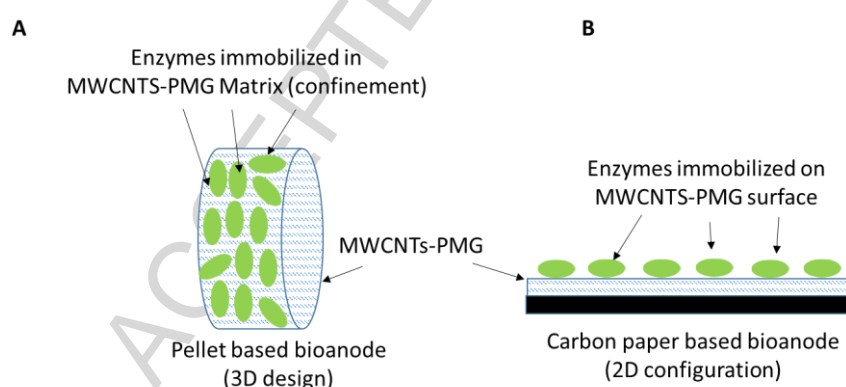 A
B
Enzymes immobilized in
MWCNTS-PMG Matrix (confinement)
Enzymes immobilized on
MWCNTS-PMG surface
MWCNTs-PMG
Pellet based bioanode
(3D design)
Carbon paper based bioanode
(2D configuration)